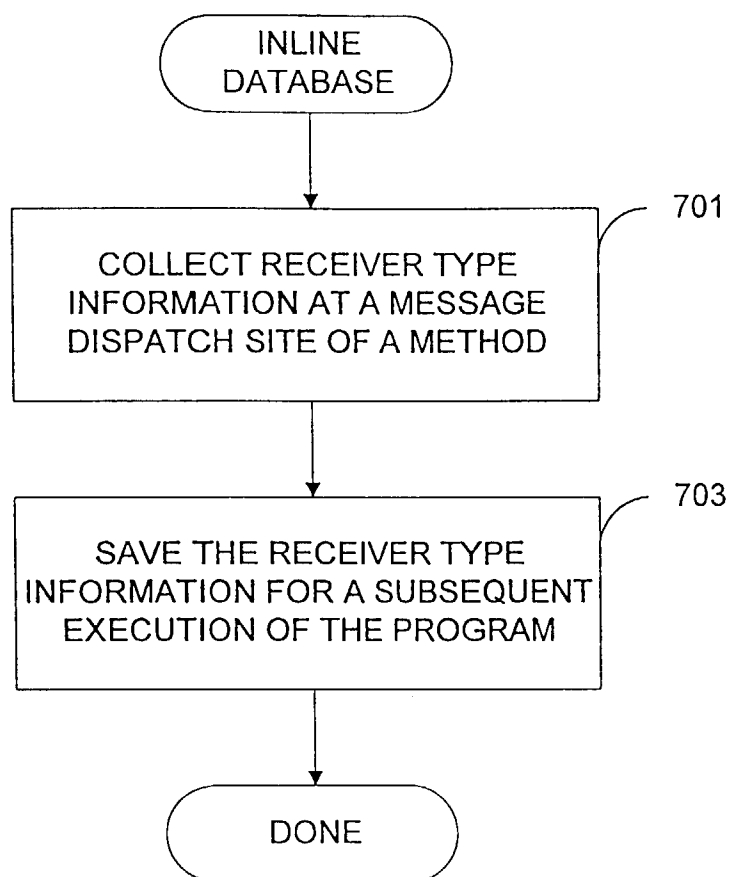 INLINE
DATABASE
701
COLLECT RECEIVER TYPE
INFORMATION AT A MESSAGE
DISPATCH SITE OF A METHOD
703
SAVE THE RECEIVER TYPE
INFORMATION FOR A SUBSEQUENT
EXECUTION OF THE PROGRAM
DONE